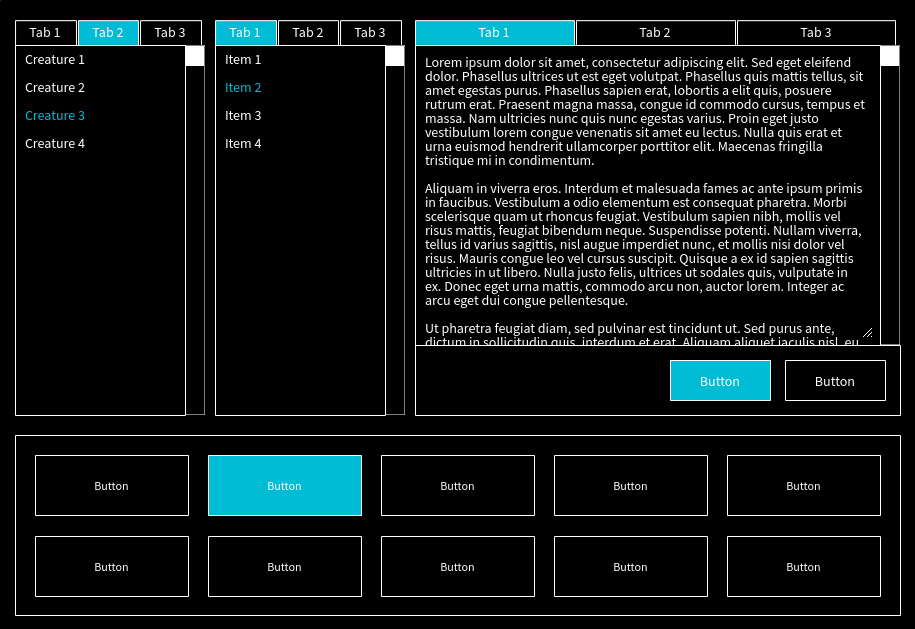 Tab 1
Tab 2
Tab 3
Creature 1
Creature 2
Creature 3
Creature 4
Tab 1
Tab 2
Tab 3
Item 1
Item 2
Item 3
Item 4
Tab 1
Tab 2
Tab 3
Lorem ipsum dolor sit amet, consectetur adipiscing elit. Sed eget eleifend
dolor. Phasellus ultrices ut est eget volutpat. Phasellus quis mattis tellus, sit
amet egestas purus. Phasellus sapien erat, lobortis a elit quis, posuere
rutrum erat. Praesent magna massa, congue id commodo cursus, tempus et
massa. Nam ultricies nunc quis nunc egestas varius. Proin eget justo
vestibulum lorem congue venenatis sit amet eu lectus. Nulla quis erat et
urna euismod hendrerit ullamcorper porttitor elit. Maecenas fringilla
tristique mi in condimentum.
Aliquam in viverra eros. Interdum et malesuada fames ac ante ipsum primis
in faucibus. Vestibulum a odio elementum est consequat pharetra. Morbi
scelerisque quam ut rhoncus feugiat. Vestibulum sapien nibh, mollis vel
risus mattis, feugiat bibendum neque. Suspendisse potenti. Nullam viverra,
tellus id varius sagittis, nisl augue imperdiet nunc, et mollis nisi dolor vel
risus. Mauris congue leo vel cursus suscipit. Quisque a ex id sapien sagittis
ultricies in ut libero. Nulla justo felis, ultrices ut sodales quis, vulputate in
ex. Donec eget urna mattis, commodo arcu non, auctor lorem. Integer ac
arcu eget dui congue pellentesque.
Ut pharetra feugiat diam, sed pulvinar est tincidunt ut. Sed purus ante,
dictum in sollicitudin quis, interdum et erat. Aliquam aliquet iaculis nisl, eu
Button
Button
Button
Button
Button
Button
Button
Button
Button
Button
Button
Button